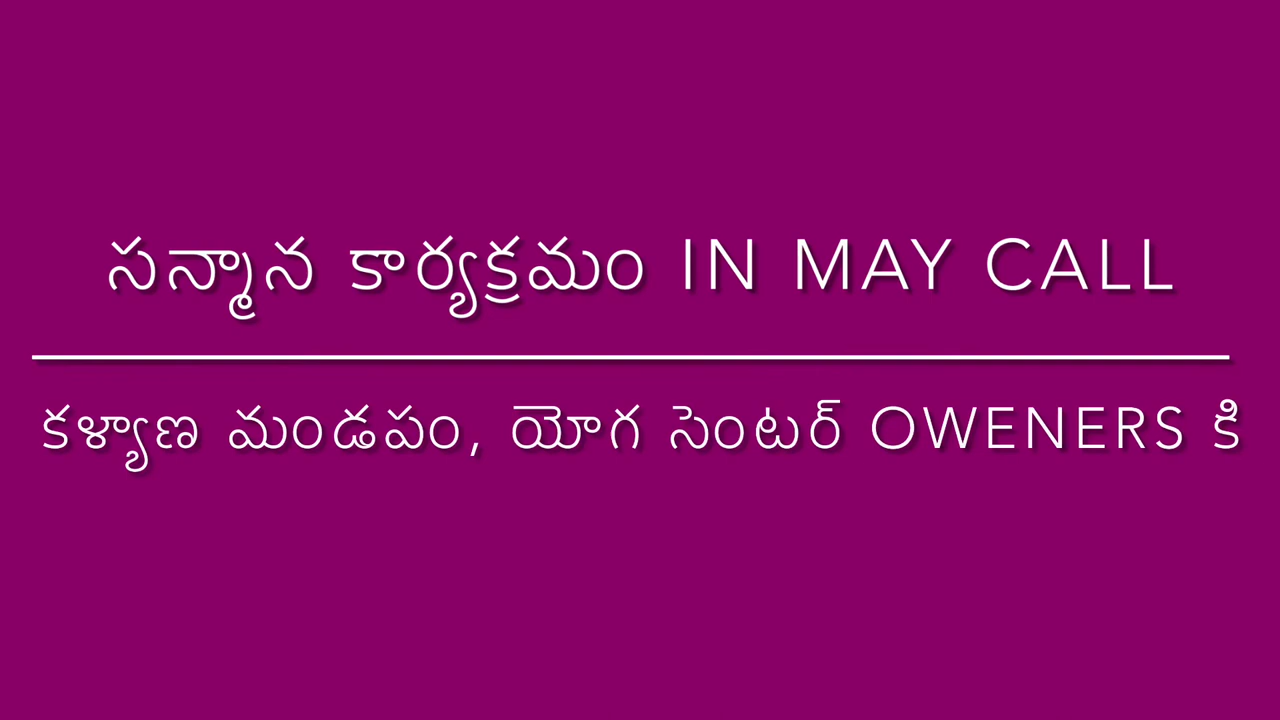 సన్మాన కార్యక్రమం IN MAY CALL
కళ్యాణ మండపం, యోగ సెంటర్ OWENERS కి